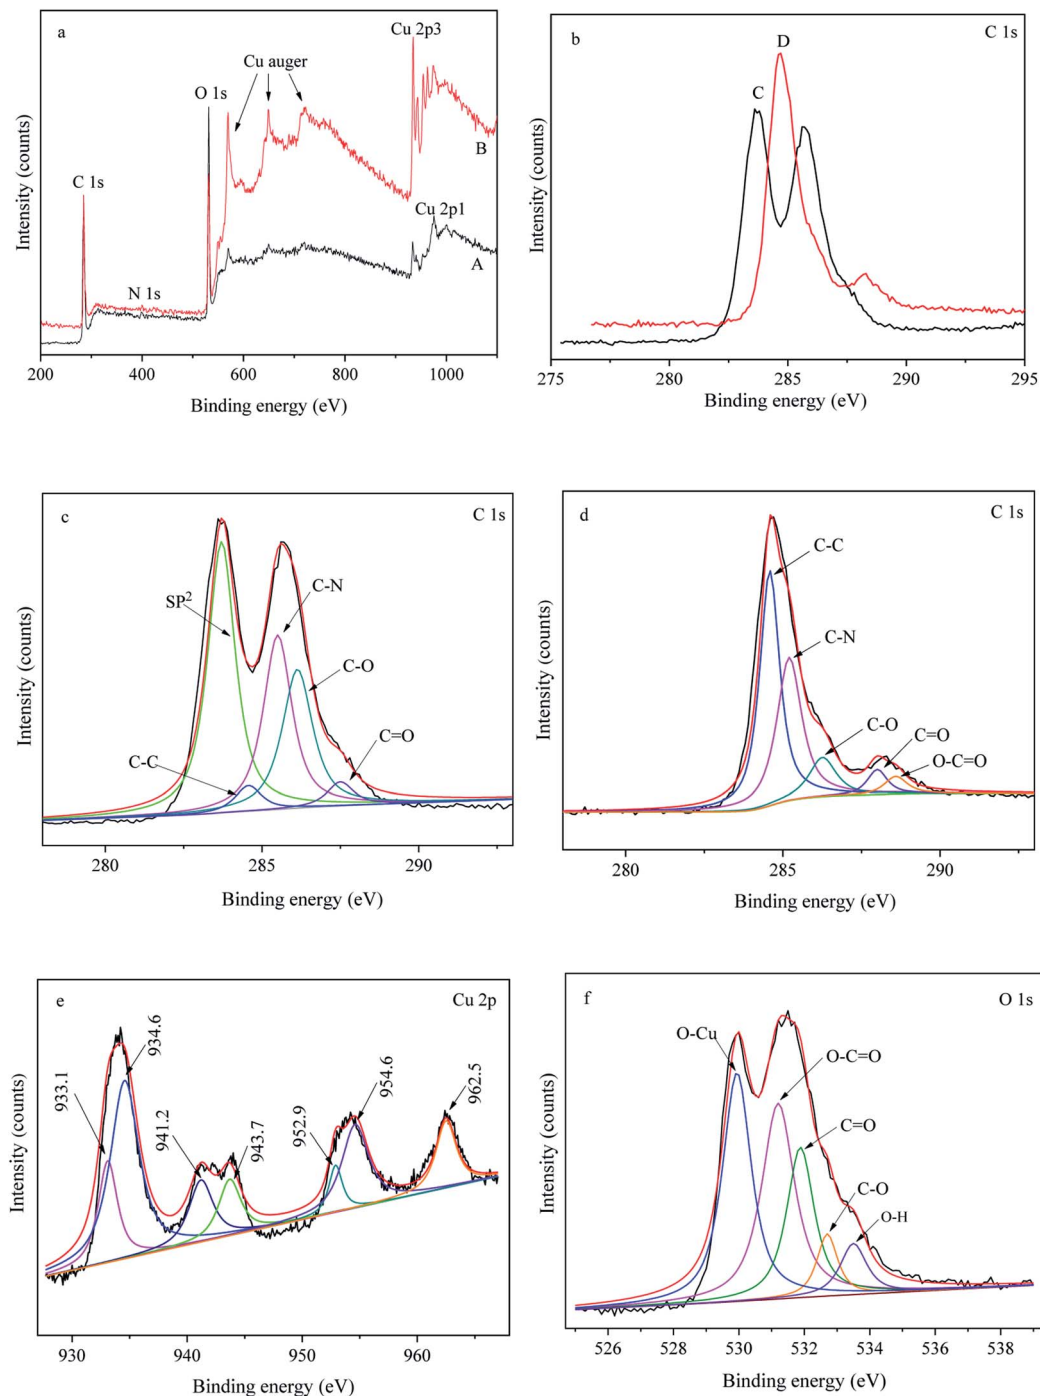 a
Cu 2p3
Cu auger
O 1s
B
C 1s
Cu 2p1
N 1s
A
Intensity (counts)
200 400 600 800 1000
Binding energy (eV)
b
C 1s
D
C
Intensity (counts)
275 280 285 290 295
Binding energy (eV)
c
C 1s
C-N
SP²
C-O
C-C
C=O
Intensity (counts)
280 285 290
Binding energy (eV)
d
C 1s
C-C
C-N
C-O
C=O
O-C=O
Intensity (counts)
280 285 290
Binding energy (eV)
e
Cu 2p
933.1
934.6
941.2
943.7
952.9
954.6
962.5
Intensity (counts)
930 940 950 960
Binding energy (eV)
f
O 1s
O-Cu
O-C=O
C=O
C-O
O-H
Intensity (counts)
526 528 530 532 534 536 538
Binding energy (eV)